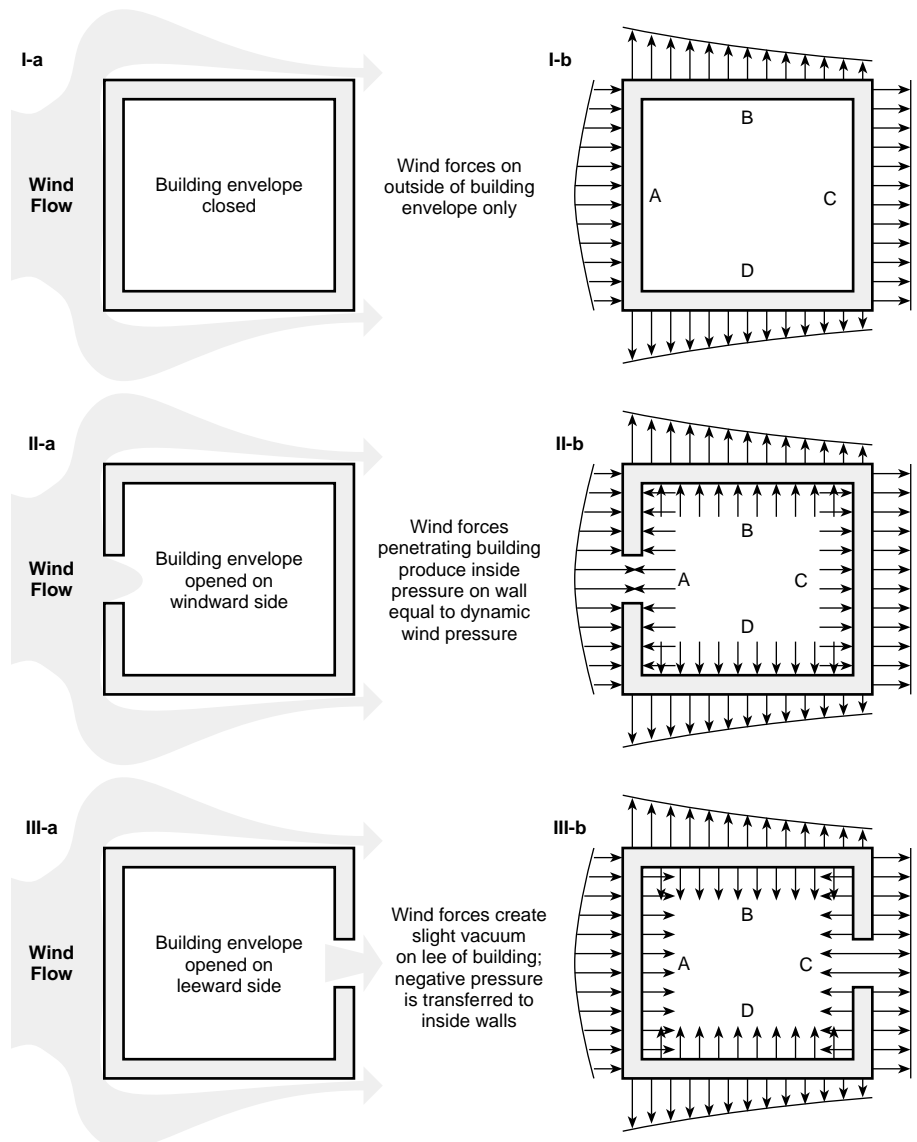 I-a
Wind
Flow
Building envelope
closed
Wind forces on
outside of building
envelope only
I-b
B
A
C
D
II-a
Wind
Flow
Building envelope
opened on
windward side
Wind forces
penetrating building
produce inside
pressure on wall
equal to dynamic
wind pressure
II-b
B
A
C
D
III-a
Wind
Flow
Building envelope
opened on
leeward side
Wind forces create
slight vacuum
on lee of building;
negative pressure
is transferred to
inside walls
III-b
B
A
C
D